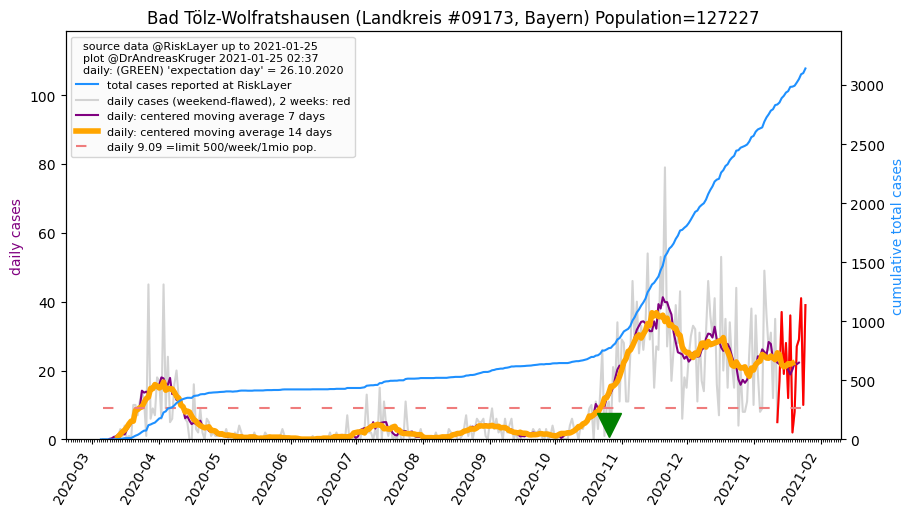 Bad Tölz-Wolfratshausen (Landkreis #09173, Bayern) Population=127227
source data @RiskLayer up to 2021-01-25
plot @DrAndreasKruger 2021-01-25 02:37
daily: (GREEN) 'expectation day' = 26.10.2020
total cases reported at RiskLayer
daily cases (weekend-flawed), 2 weeks: red
daily: centered moving average 7 days
daily: centered moving average 14 days
daily 9.09 =limit 500/week/1mio pop.
daily cases
100
80
60
40
20
0
cumulative total cases
3000
2500
2000
1500
1000
500
0
2020-03
2020-04
2020-05
2020-06
2020-07
2020-08
2020-09
2020-10
2020-11
2020-12
2021-01
2021-02